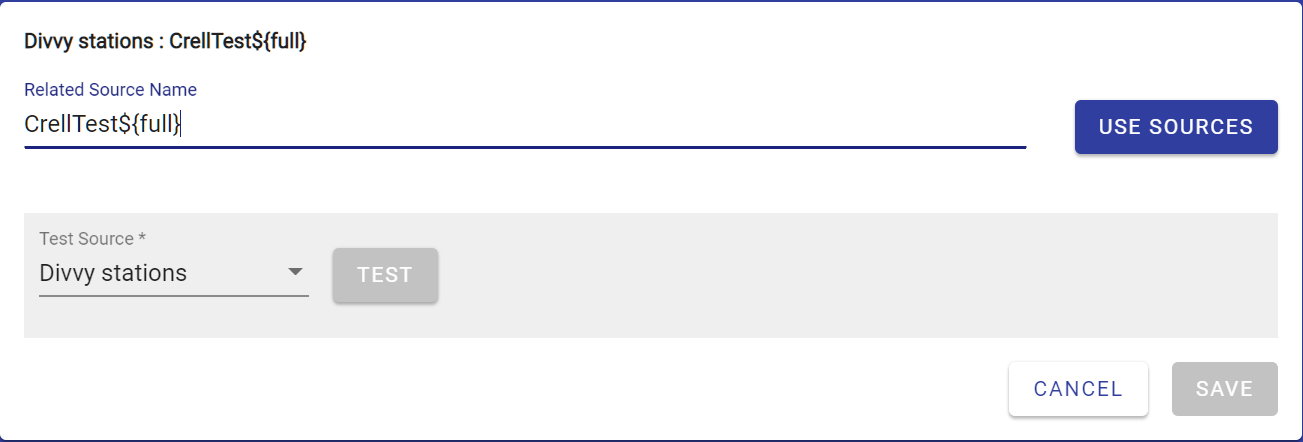 Divvy stations : CrellTest${full}
Related Source Name
CrellTest${full}
USE SOURCES
Test Source *
Divvy stations
TEST
CANCEL
SAVE